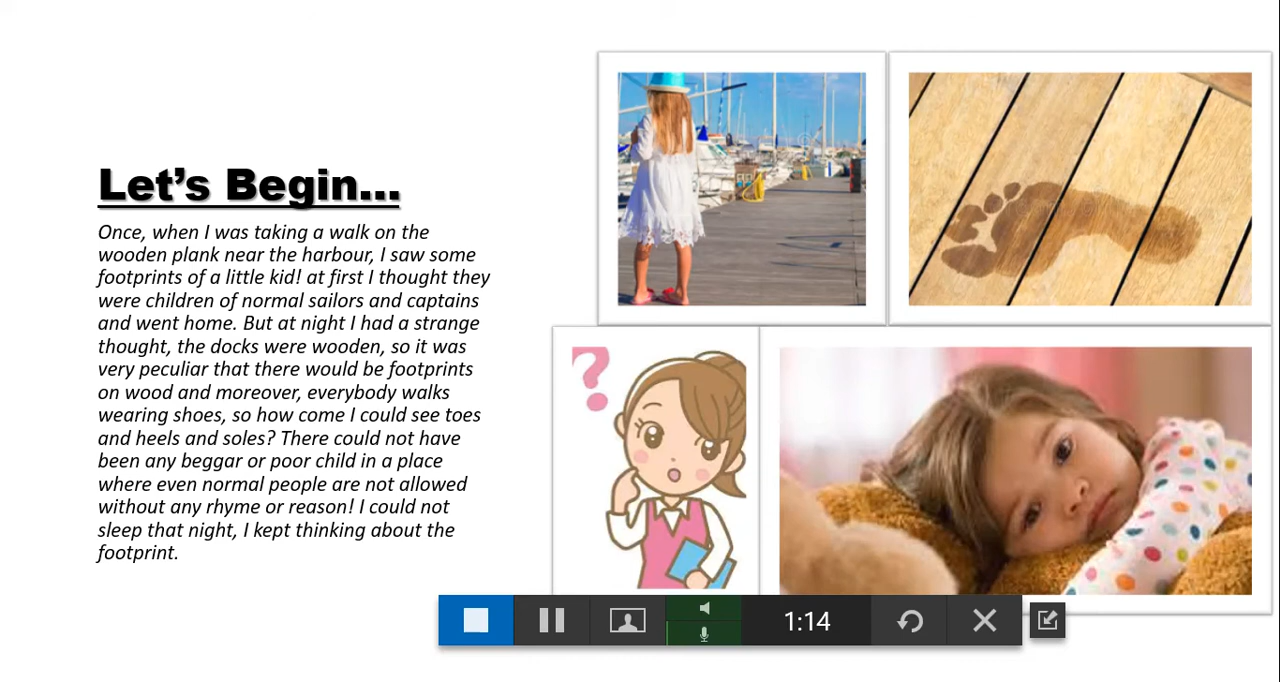 Let's Begin...
Once, when I was taking a walk on the
wooden plank near the harbour, I saw some
footprints of a little kid! at first I thought they
were children of normal sailors and captains
and went home. But at night I had a strange
thought, the docks were wooden, so it was
very peculiar that there would be footprints
on wood and moreover, everybody walks
wearing shoes, so how come I could see toes
and heels and soles? There could not have
been any beggar or poor child in a place
where even normal people are not allowed
without any rhyme or reason! I could not
sleep that night, I kept thinking about the
footprint.
?
1:14